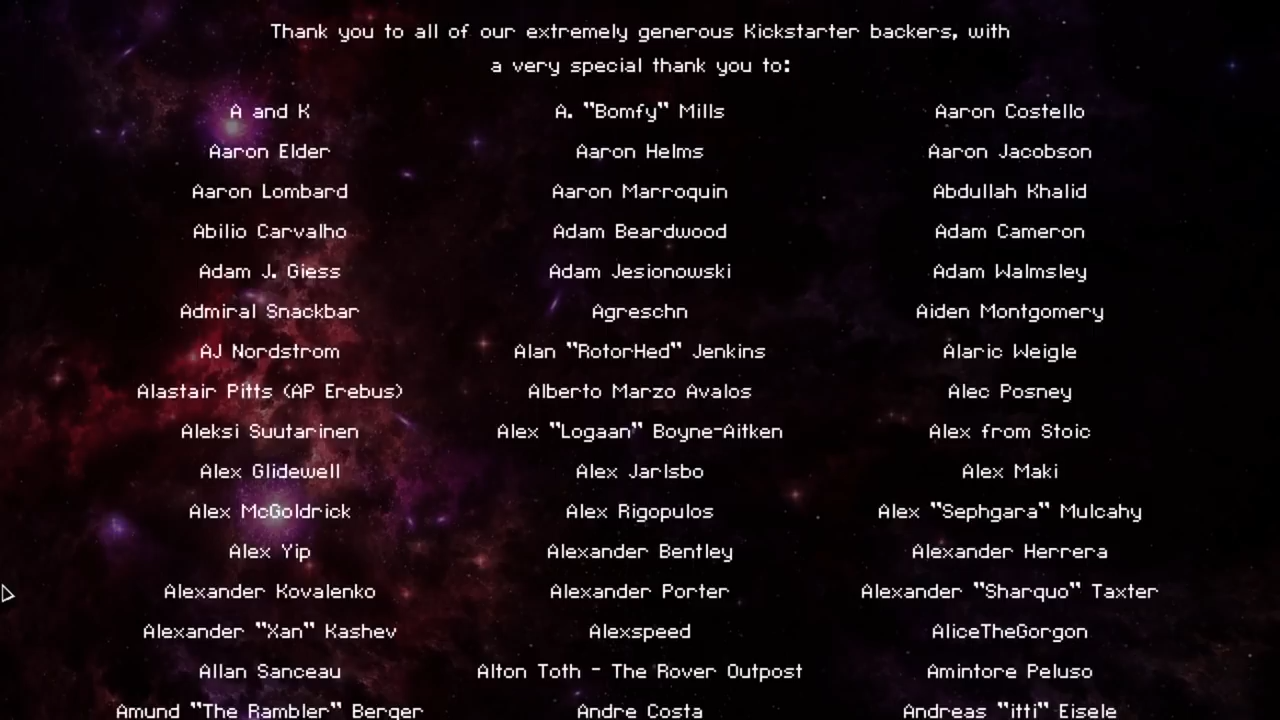 Thank you to all of our extremely generous Kickstarter backers, with
a very special thank you to:
A and K A. "Bomfy" Mills Aaron Costello
Aaron Elder Aaron Helms Aaron Jacobson
Aaron Lombard Aaron Marroquin Abdullah Khalid
Abilio Carvalho Adam Beardwood Adam Cameron
Adam J. Giess Adam Jesionowski Adam Walmsley
Admiral Snackbar Agreschn Aiden Montgomery
AJ Nordstrom Alan "RotorHed" Jenkins Alaric Weigle
Alastair Pitts (AP Erebus) Alberto Marzo Avalos Alec Posney
Aleksi Suutarinen Alex "Logaan" Boyne-Aitken Alex from Stoic
Alex Glidewell Alex Jarlsbo Alex Maki
Alex McGoldrick Alex Rigopulos Alex "Sephgara" Mulcahy
Alex Yip Alexander Bentley Alexander Herrera
Alexander Kovalenko Alexander Porter Alexander "Sharquo" Taxter
Alexander "Xan" Kashev Alexspeed AliceTheGorgon
Allan Sanceau Alton Toth - The Rover Outpost Amintore Peluso
Amund "The Rambler" Berger Andre Costa Andreas "itti" Eisele